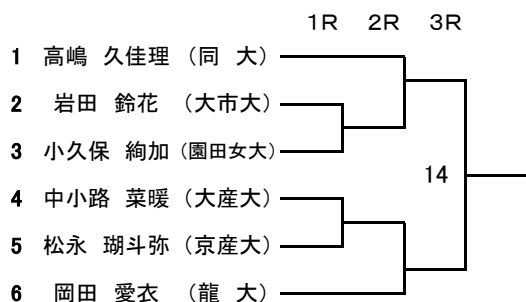 1R 2R 3R
1 高嶋 久佳理 (同 大)
2 岩田 鈴花 (大市大)
3 小久保 絢加 (園田女大)
14
4 中小路 菜暖 (大産大)
5 松永 瑚斗弥 (京産大)
6 岡田 愛衣 (龍 大)